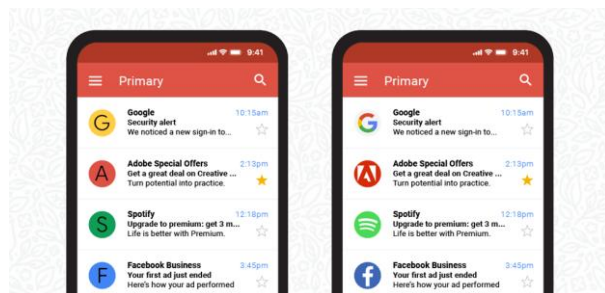 9:41
Primary
G
Google
10:15am
Security alert
We noticed a new sign-in to...
A
Adobe Special Offers
2:13pm
Get a great deal on Creative ...
Turn potential into practice.
S
Spotify
12:18pm
Upgrade to premium: get 3 m...
Life is better with Premium.
F
Facebook Business
3:45pm
Your first ad just ended
Here's how your ad performed
9:41
Primary
G
Google
10:15am
Security alert
We noticed a new sign-in to...
Adobe Special Offers
2:13pm
Get a great deal on Creative ...
Turn potential into practice.
Spotify
12:18pm
Upgrade to premium: get 3 m...
Life is better with Premium.
f
Facebook Business
3:45pm
Your first ad just ended
Here's how your ad performed